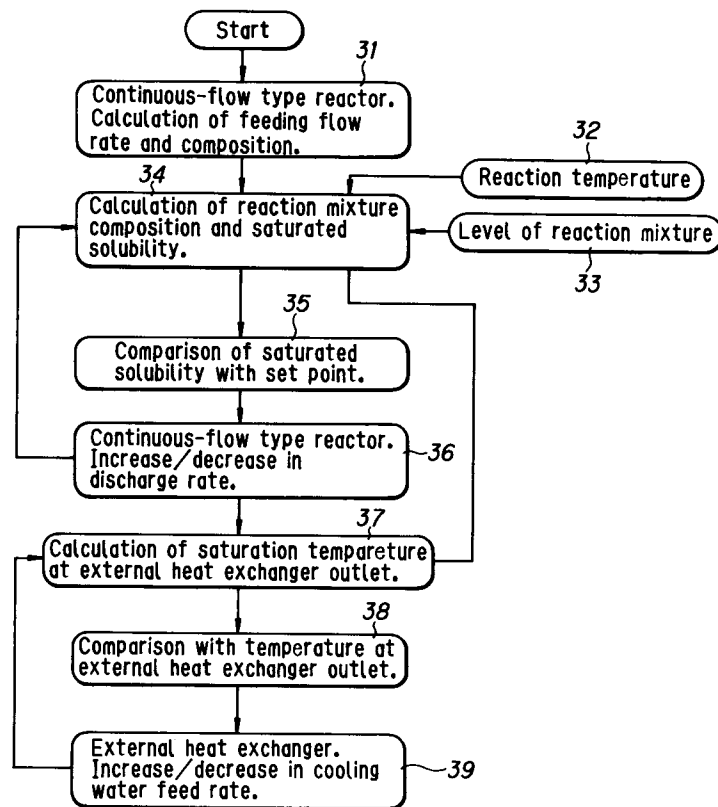 Start
31
Continuous-flow type reactor.
Calculation of feeding flow
rate and composition.
32
Reaction temperature
34
Calculation of reaction mixture
composition and saturated
solubility.
Level of reaction mixture
33
35
Comparison of saturated
solubility with set point.
Continuous-flow type reactor.
Increase/decrease in
discharge rate.
36
37
Calculation of saturation tempareture
at external heat exchanger outlet.
38
Comparison with temperature at
external heat exchanger outlet.
External heat exchanger.
Increase/decrease in cooling
water feed rate.
39